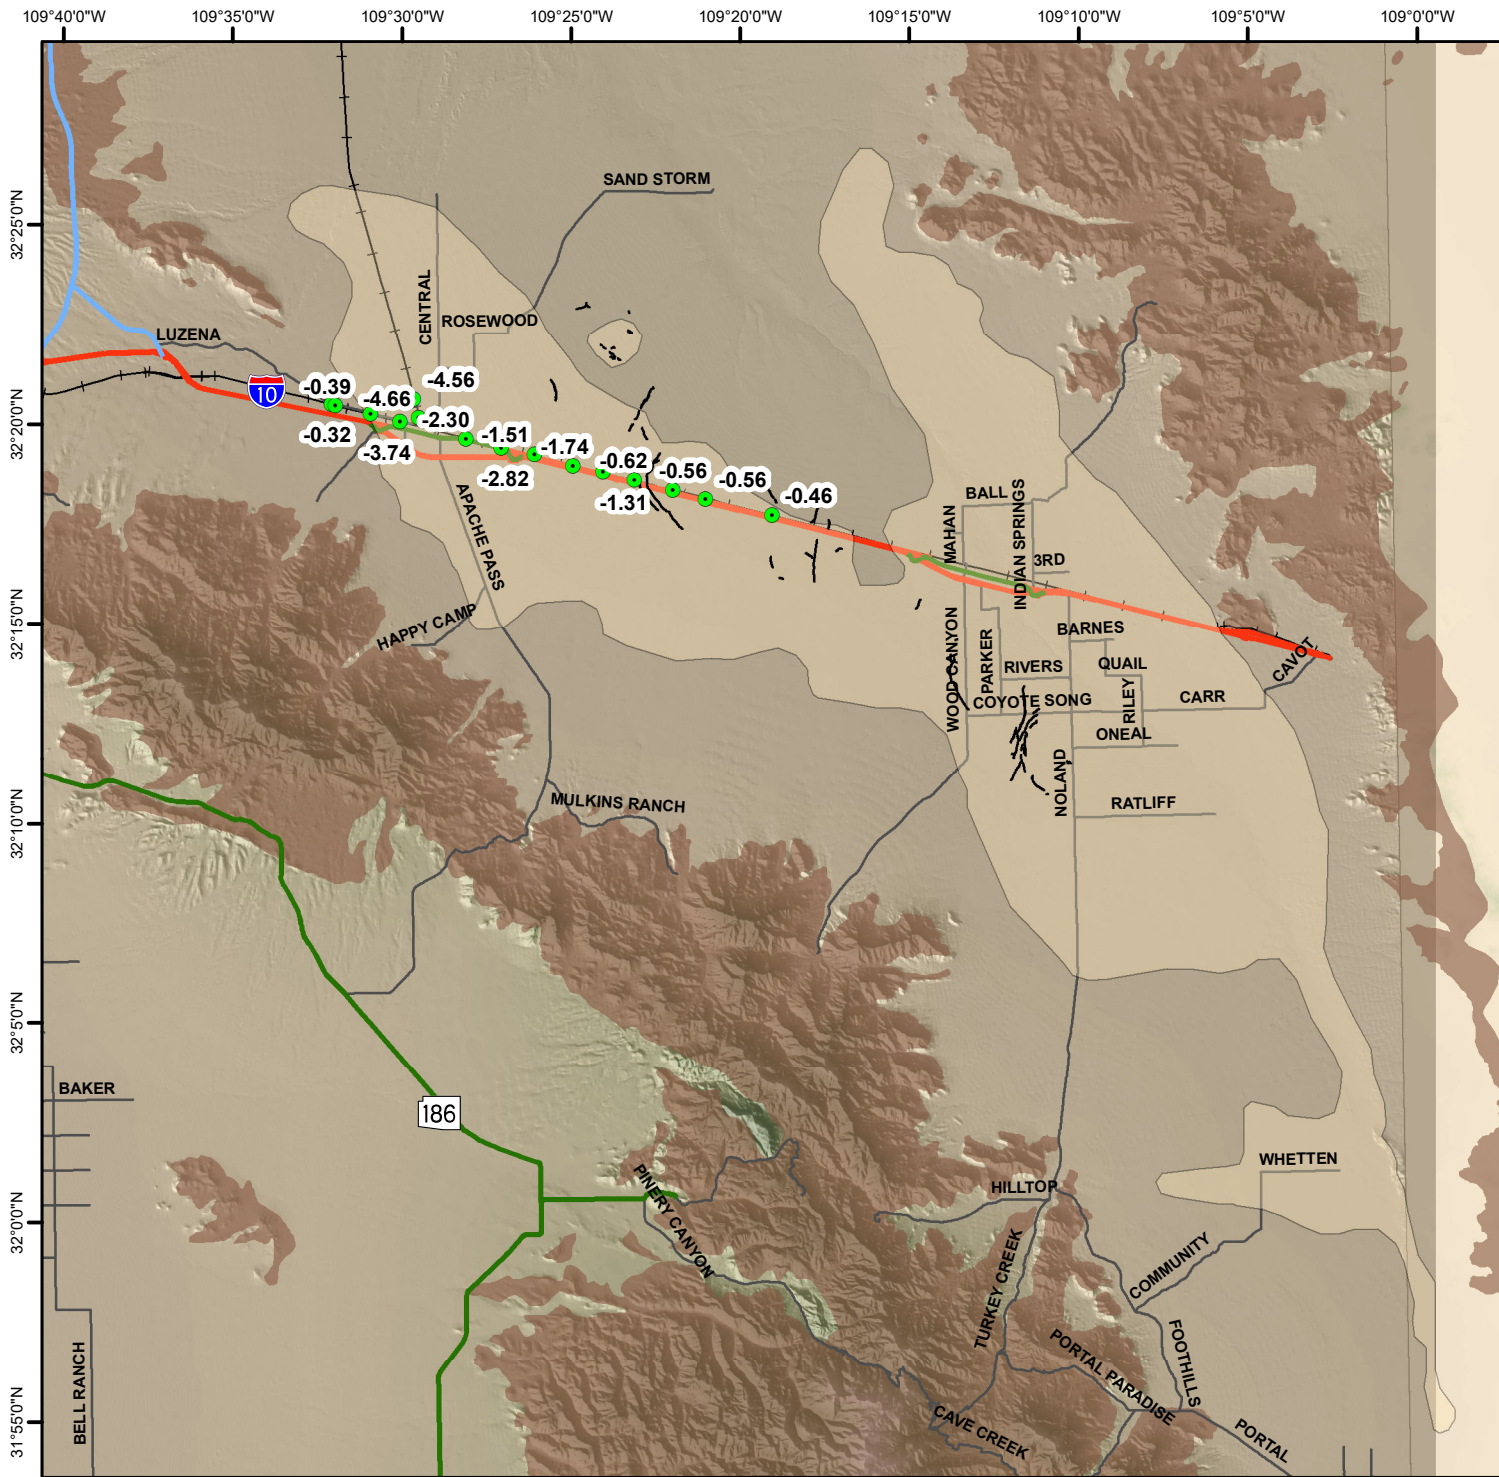 109°40'0"W
109°35'0"W
109°30'0"W
109°25'0"W
109°20'0"W
109°15'0"W
109°10'0"W
109°5'0"W
109°0'0"W
32°25'0"N
32°20'0"N
32°15'0"N
32°10'0"N
32°5'0"N
32°0'0"N
31°55'0"N
SAND STORM
CENTRAL
ROSEWOOD
LUZENA
10
-0.39
-4.66
-4.56
-2.30
-0.32
-3.74
-1.51
-1.74
-2.82
-0.62
-1.31
-0.56
-0.56
-0.46
APACHE PASS
HAPPY CAMP
BALL
MAHAN
INDIAN SPRINGS
3RD
BARNES
WOOD CANYON
PARKER
RIVERS
QUAIL
RILEY
CAVOT
COYOTE SONG
CARR
ONEAL
NOLAND
RATLIFF
MULKINS RANCH
BAKER
186
PINERY CANYON
HILLTOP
WHETTEN
TURKEY CREEK
COMMUNITY
FOOTHILLS
PORTAL PARADISE
BELL RANCH
CAVE CREEK
PORTAL